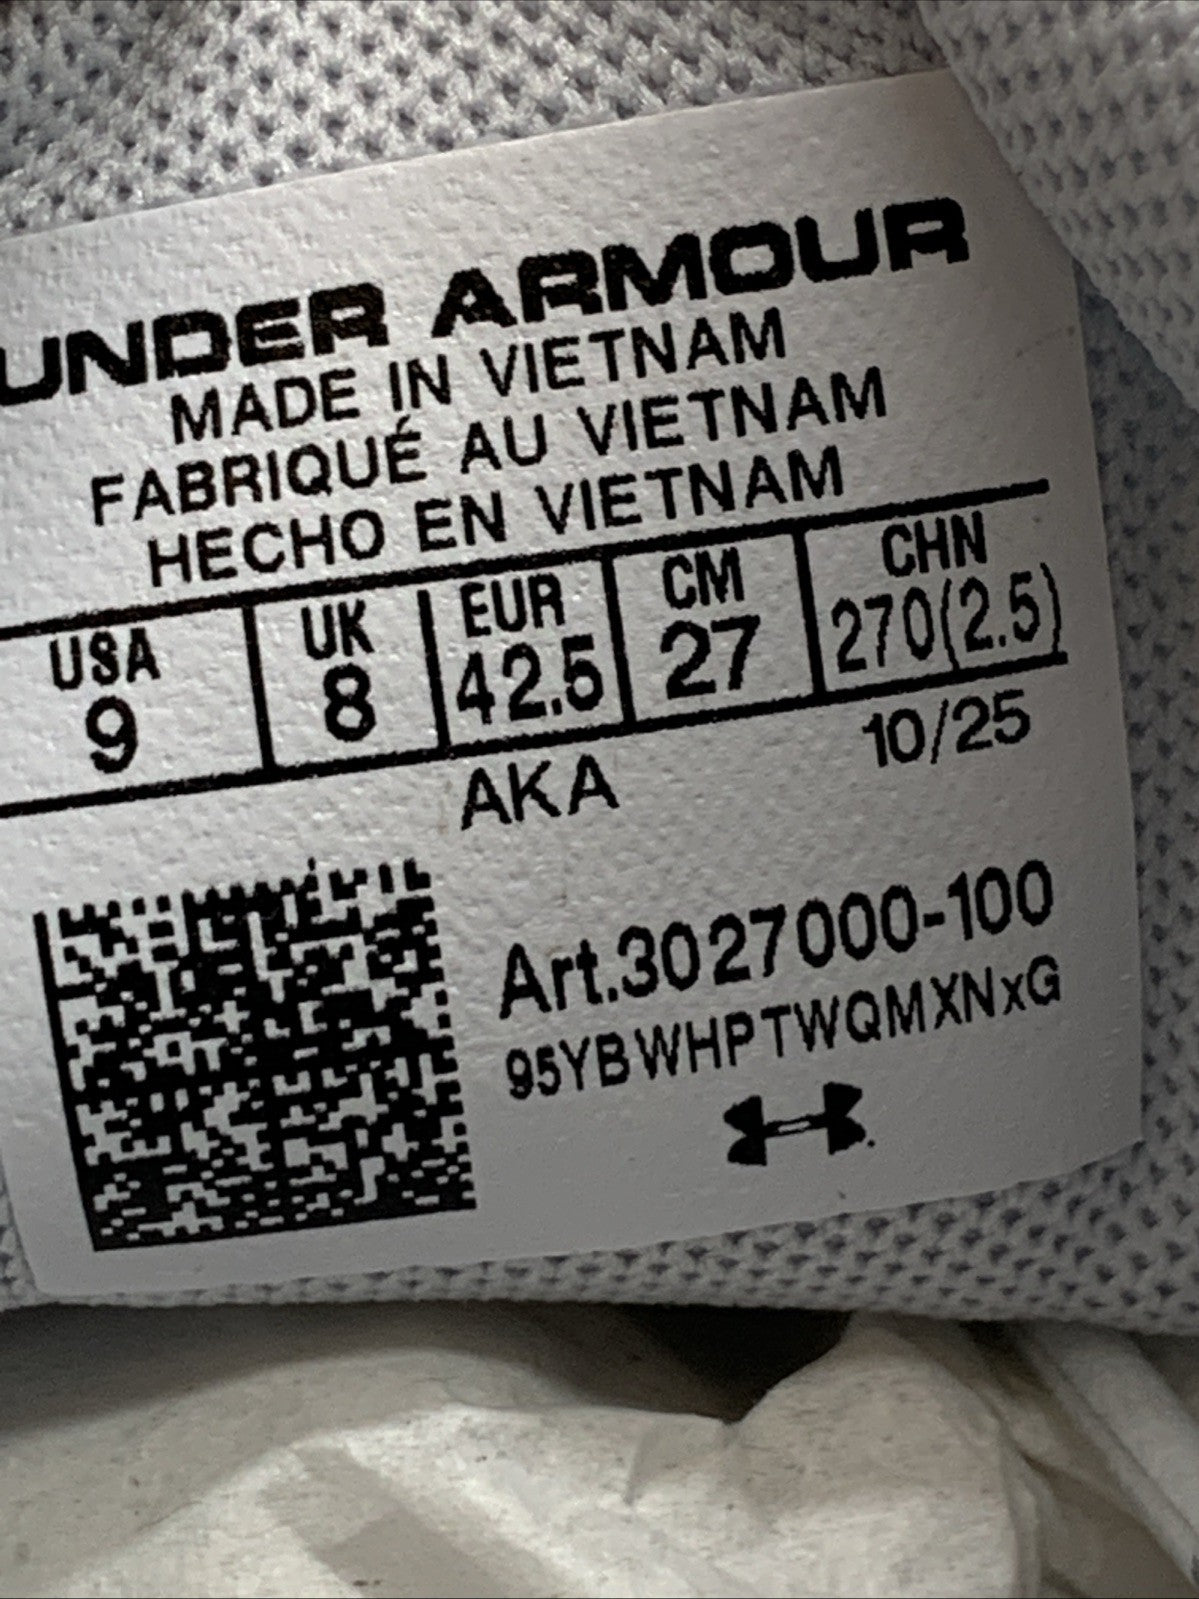 UNDER ARMOUR
MADE IN VIETNAM
FABRIQUÉ AU VIETNAM
HECHO EN VIETNAM
USA UK EUR CM CHN
9 8 42.5 27 270(2.5)
AKA 10/25
Art.3027000-100
95YBWHPTWQMXNxG